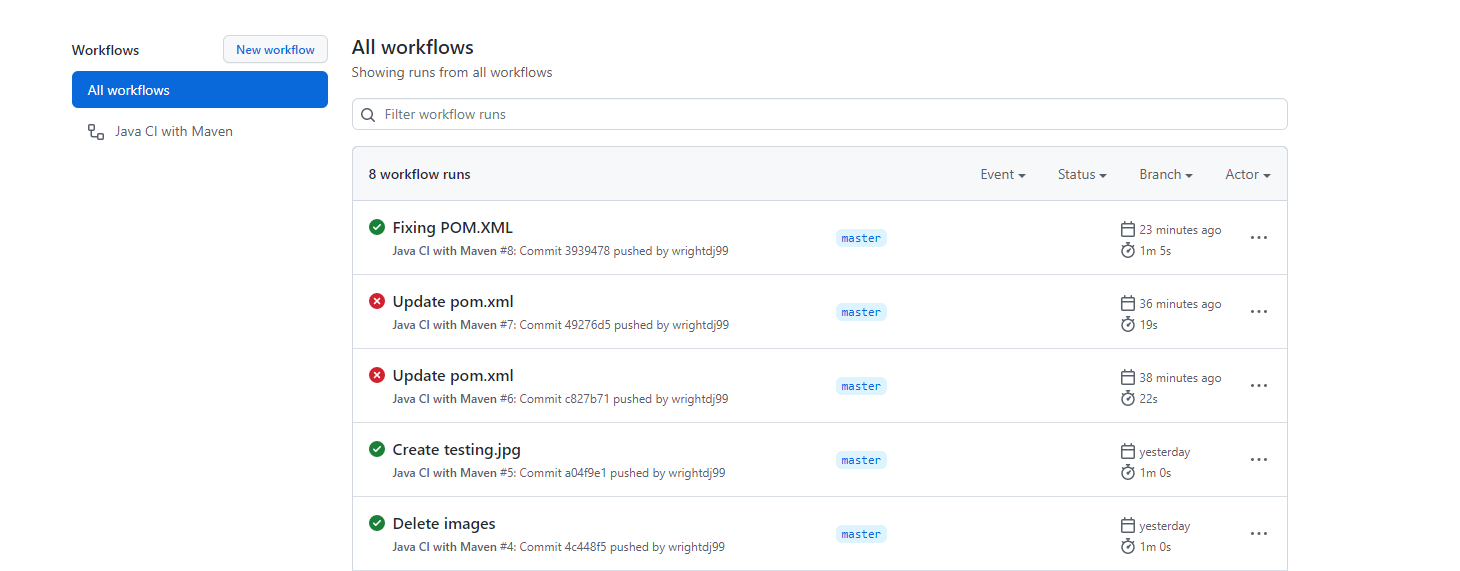 Workflows
New workflow
All workflows
Java CI with Maven
All workflows
Showing runs from all workflows
Filter workflow runs
8 workflow runs
Event
Status
Branch
Actor
Fixing POM.XML
Java CI with Maven #8: Commit 3939478 pushed by wrightdj99
master
23 minutes ago
1m 5s
Update pom.xml
Java CI with Maven #7: Commit 49276d5 pushed by wrightdj99
master
36 minutes ago
19s
Update pom.xml
Java CI with Maven #6: Commit c827b71 pushed by wrightdj99
master
38 minutes ago
22s
Create testing.jpg
Java CI with Maven #5: Commit a04f9e1 pushed by wrightdj99
master
yesterday
1m 0s
Delete images
Java CI with Maven #4: Commit 4c448f5 pushed by wrightdj99
master
yesterday
1m 0s